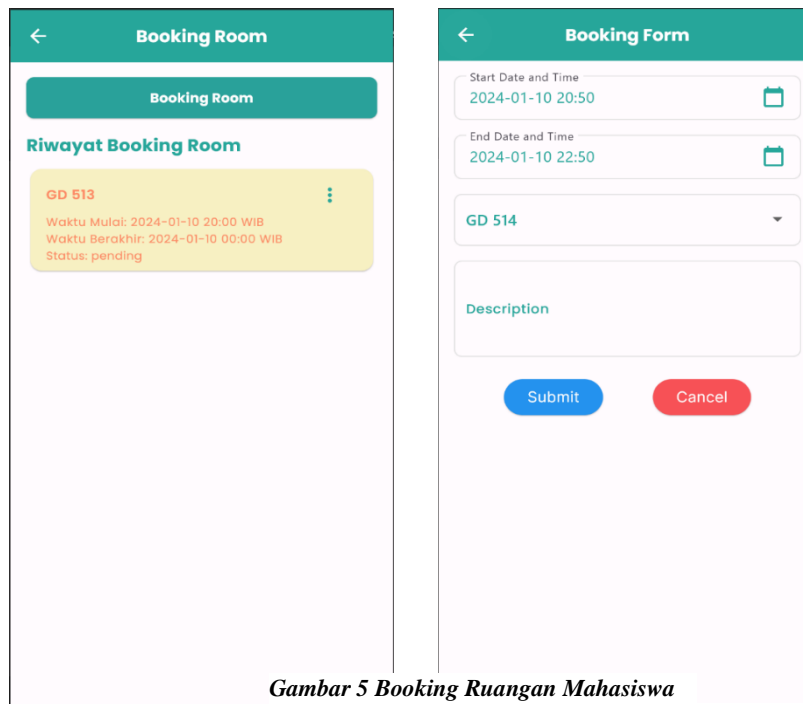 Booking Room
Booking Room
Riwayat Booking Room
GD 513
Waktu Mulai: 2024-01-10 20:00 WIB
Waktu Berakhir: 2024-01-10 00:00 WIB
Status: pending
Booking Form
Start Date and Time
2024-01-10 20:50
End Date and Time
2024-01-10 22:50
GD 514
Description
Submit
Cancel
Gambar 5 Booking Ruangan Mahasiswa